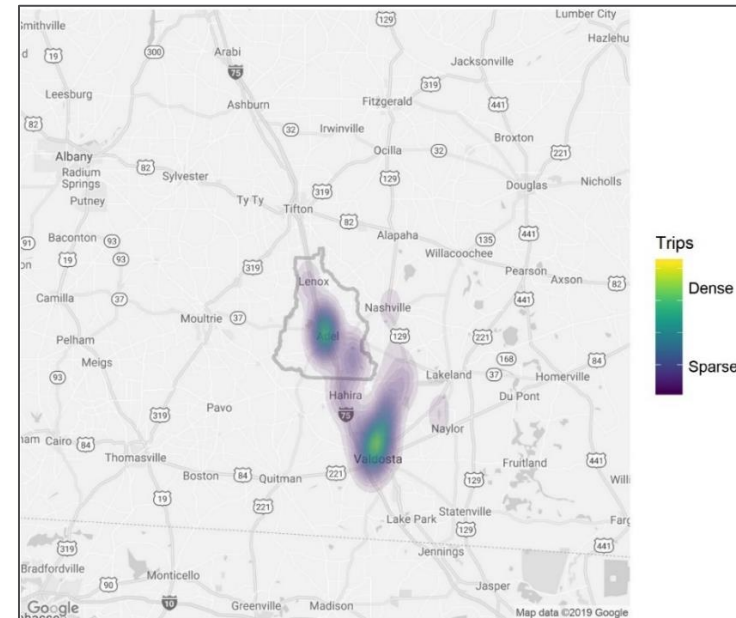 Smithville
129
Lumber City
Hazlehu
d
19
300
Arabi
75
Jacksonville
319
Leesburg
Ashburn
Fitzgerald
441
82
32
Irwinville
Broxton
Albany
Ocilla
32
221
Radium
Springs
82
Sylvester
129
Putney
Ty Ty
319
Douglas
Nicholls
Tifton
82
441
91
Baconton
93
Alapaha
135
19
93
Willacoochee
on
319
Pearson
Axson
82
Lenox
Camilla
37
Nashville
441
Moultrie
37
Adel
129
221
Pelham
168
84
Meigs
93
Lakeland
37
Homerville
Hahira
Du Pont
319
Pavo
75
Naylor
ham
Cairo
84
Valdosta
441
Thomasville
Fruitland
Boston
84
Quitman
221
129
Willi
19
221
Statenville
Lake Park
129
Farg
319
Jennings
441
Bradfordville
90
Monticello
Jasper
10
Greenville
Madison
Google
Map data ©2019 Google
Trips
Dense
Sparse